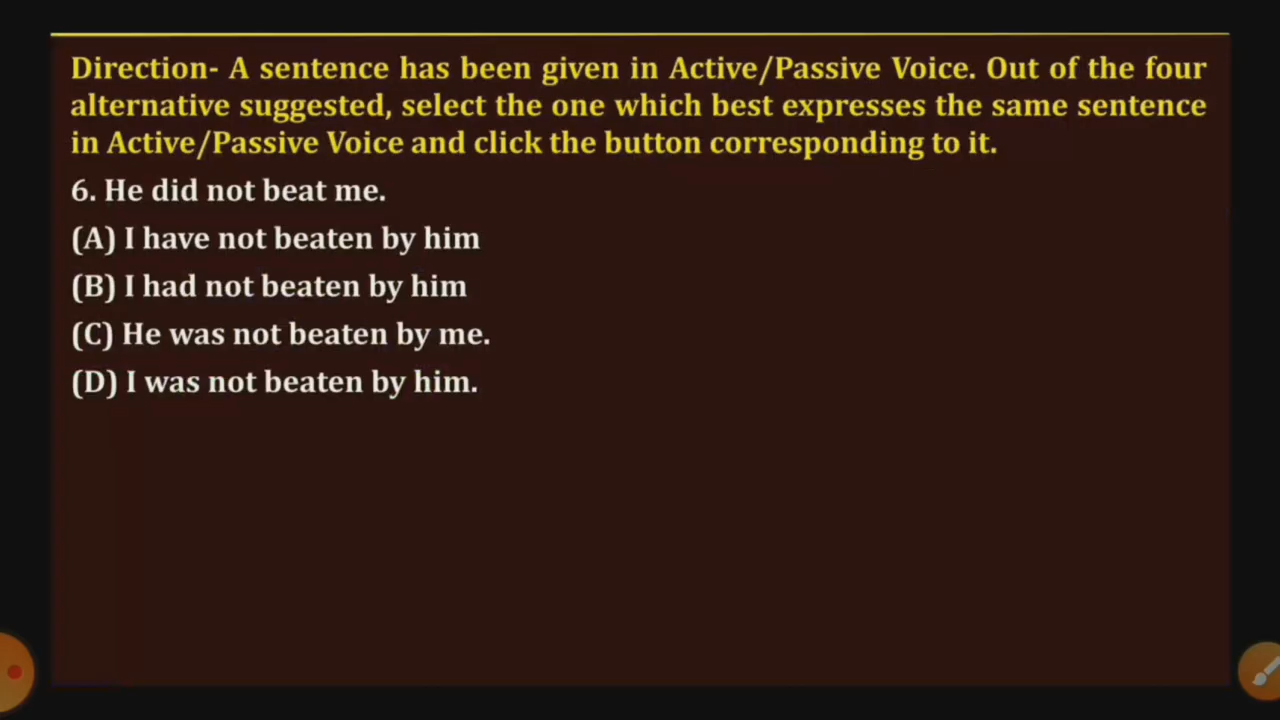 Direction- A sentence has been given in Active/Passive Voice. Out of the four
alternative suggested, select the one which best expresses the same sentence
in Active/Passive Voice and click the button corresponding to it.
6. He did not beat me.
(A) I have not beaten by him
(B) I had not beaten by him
(C) He was not beaten by me.
(D) I was not beaten by him.